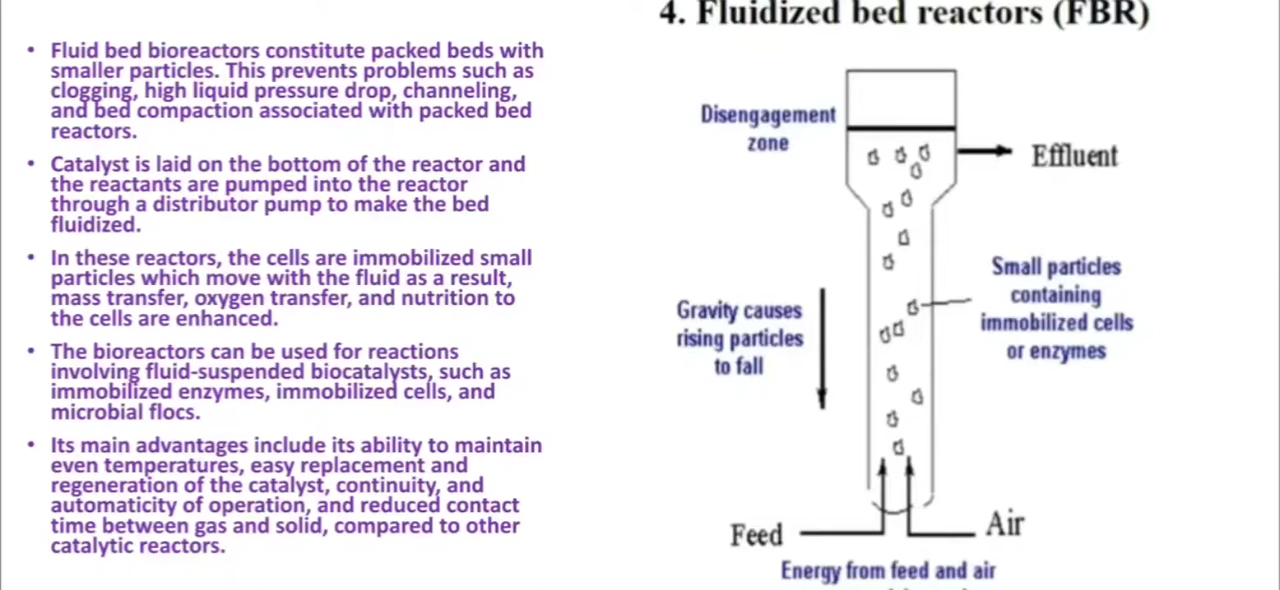 4. Fluidized bed reactors (FBR)
• Fluid bed bioreactors constitute packed beds with
smaller particles. This prevents problems such as
clogging, high liquid pressure drop, channeling,
and bed compaction associated with packed bed
reactors.
• Catalyst is laid on the bottom of the reactor and
the reactants are pumped into the reactor
through a distributor pump to make the bed
fluidized.
• In these reactors, the cells are immobilized small
particles which move with the fluid as a result,
mass transfer, oxygen transfer, and nutrition to
the cells are enhanced.
• The bioreactors can be used for reactions
involving fluid-suspended biocatalysts, such as
immobilized enzymes, immobilized cells, and
microbial flocs.
• Its main advantages include its ability to maintain
even temperatures, easy replacement and
regeneration of the catalyst, continuity, and
automaticity of operation, and reduced contact
time between gas and solid, compared to other
catalytic reactors.
Disengagement
zone
Effluent
Small particles
containing
immobilized cells
or enzymes
Gravity causes
rising particles
to fall
Feed
Air
Energy from feed and air